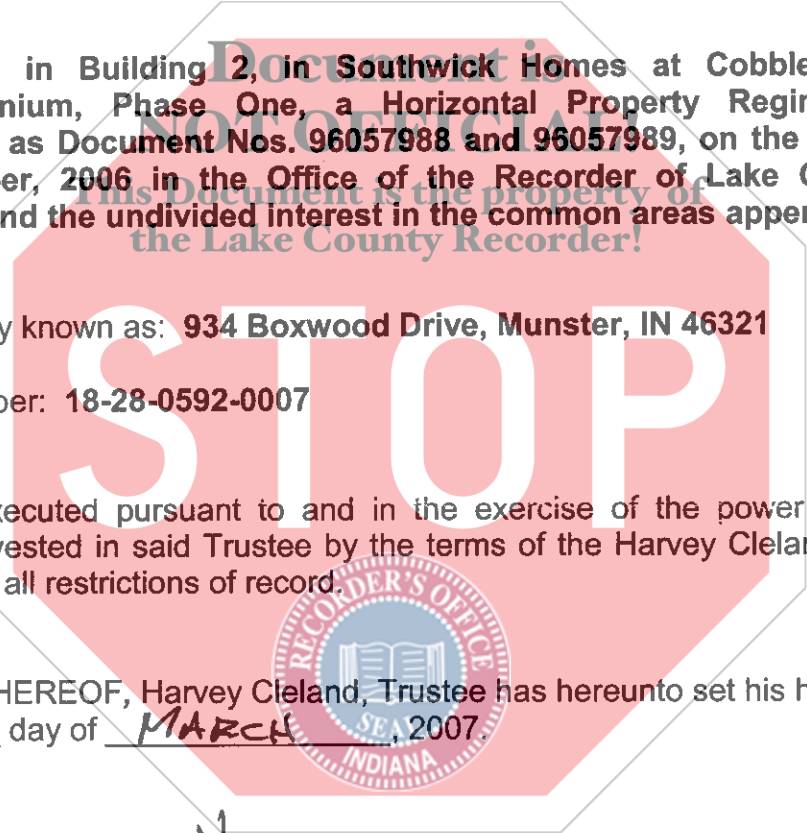 Document is
in Building 2, in Southwick Homes at Cobble
nium, Phase One, a Horizontal Property Regin
NOT OFFICIAL!
as Document Nos. 96057988 and 96057989, on the
er, 2006 in the Office of the Recorder of Lake C
This Document is the property of
nd the undivided interest in the common areas apper
the Lake County Recorder!
y known as: 934 Boxwood Drive, Munster, IN 46321
STOP
ber: 18-28-0592-0007
xecuted pursuant to and in the exercise of the power
vested in said Trustee by the terms of the Harvey Clelan
all restrictions of record.
RECORDER'S OFFICE
HEREOF, Harvey Cleland, Trustee has hereunto set his h
day of MARCH, 2007.
SEAL
INDIANA